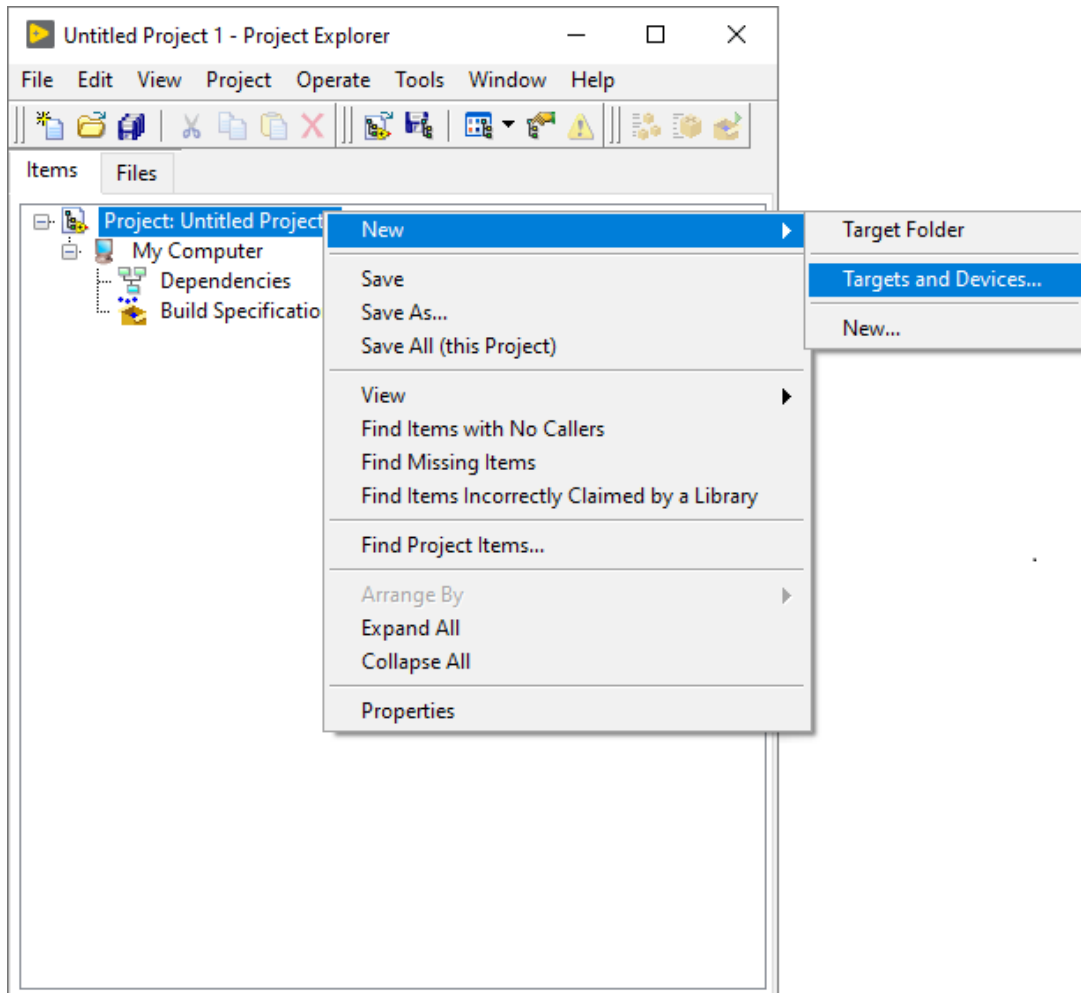 Untitled Project 1 - Project Explorer
File Edit View Project Operate Tools Window Help
Items Files
Project: Untitled Project
My Computer
Dependencies
Build Specificatio
New
Save
Save As...
Save All (this Project)
View
Find Items with No Callers
Find Missing Items
Find Items Incorrectly Claimed by a Library
Find Project Items...
Arrange By
Expand All
Collapse All
Properties
Target Folder
Targets and Devices...
New...